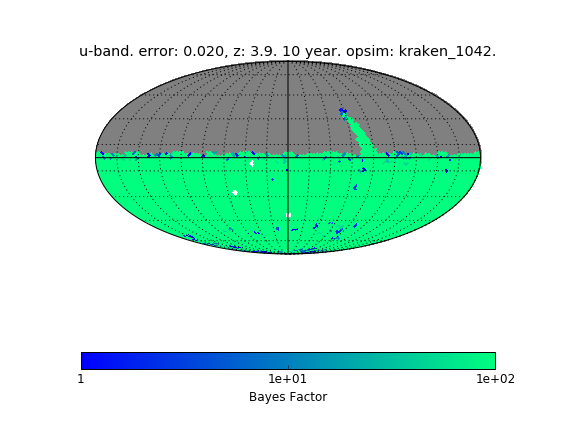 u-band. error: 0.020, z: 3.9. 10 year. opsim: kraken_1042.
1 1e+01 1e+02
Bayes Factor